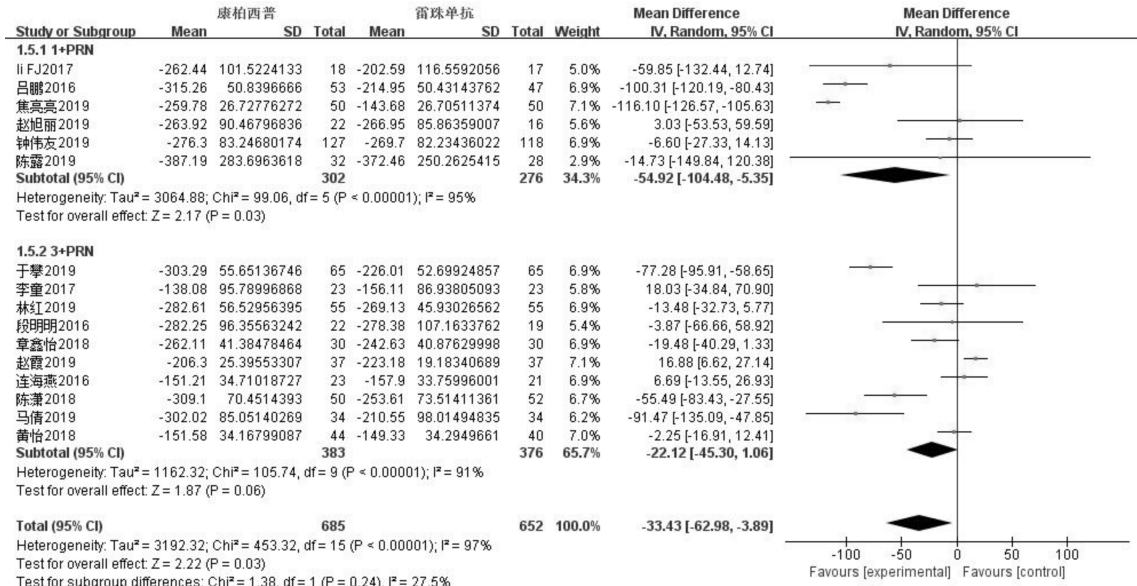 康柏西普 雷珠单抗 Mean Difference Mean Difference
Study or Subgroup Mean SD Total Mean SD Total Weight IV, Random, 95% CI IV, Random, 95% CI
1.5.1 1+PRN
li FJ2017 -262.44 101.5224133 18 -202.59 116.5592056 17 5.0% -59.85 [-132.44, 12.74]
吕鹏2016 -315.26 50.8396666 53 -214.95 50.43143762 47 6.9% -100.31 [-120.19, -80.43]
焦亮亮2019 -259.78 26.72776272 50 -143.68 26.70511374 50 7.1% -116.10 [-126.57, -105.63]
赵旭丽2019 -263.92 90.46796836 22 -266.95 85.86359007 16 5.6% 3.03 [-53.53, 59.59]
钟伟友2019 -276.3 83.24680174 127 -269.7 82.23436022 118 6.8% -6.60 [-27.33, 14.13]
陈露2019 -387.19 283.6963618 32 -372.46 250.2625415 28 2.9% -14.73 [-149.84, 120.38]
Subtotal (95% CI) 302 276 34.3% -54.92 [-104.48, -5.35]
Heterogeneity: Tau² = 3064.88; Chi² = 99.06, df = 5 (P < 0.00001); I² = 95%
Test for overall effect: Z = 2.17 (P = 0.03)
1.5.2 3+PRN
于攀2019 -303.29 55.65136746 65 -226.01 52.69924857 65 6.9% -77.28 [-95.91, -58.65]
李童2017 -138.08 95.78996868 23 -156.11 86.93805093 23 5.8% 18.03 [-34.84, 70.90]
林红2019 -282.61 56.52956395 55 -269.13 45.93026562 55 6.9% -13.48 [-32.73, 5.77]
段明明2016 -282.25 96.35563242 22 -278.38 107.1633762 19 5.4% -3.87 [-66.66, 58.92]
章鑫怡2018 -262.11 41.38478464 30 -242.63 40.87629998 30 6.8% -19.48 [-40.29, 1.33]
赵霞2019 -206.3 25.39553307 37 -223.18 19.18340689 37 7.1% 16.88 [6.62, 27.14]
连海燕2016 -151.21 34.71018727 23 -157.9 33.75996001 21 6.9% 6.69 [-13.55, 26.93]
陈潇2018 -309.1 70.4514393 50 -253.61 73.51411361 52 6.6% -55.49 [-83.43, -27.55]
马倩2019 -302.02 85.05140269 34 -210.55 98.01494835 34 6.2% -91.47 [-135.09, -47.85]
黄怡2018 -151.58 34.16799087 44 -149.33 34.2949661 40 7.0% -2.25 [-16.91, 12.41]
Subtotal (95% CI) 383 376 65.7% -22.12 [-45.30, 1.06]
Heterogeneity: Tau² = 1162.32; Chi² = 105.74, df = 9 (P < 0.00001); I² = 91%
Test for overall effect: Z = 1.87 (P = 0.06)
Total (95% CI) 685 652 100.0% -33.43 [-62.98, -3.89]
Heterogeneity: Tau² = 3192.32; Chi² = 453.32, df = 15 (P < 0.00001); I² = 97%
Test for overall effect: Z = 2.22 (P = 0.03)
Test for subgroup differences: Chi² = 1.38, df = 1 (P = 0.24), I² = 27.5%
-100 -50 0 50 100
Favours [experimental] Favours [control]